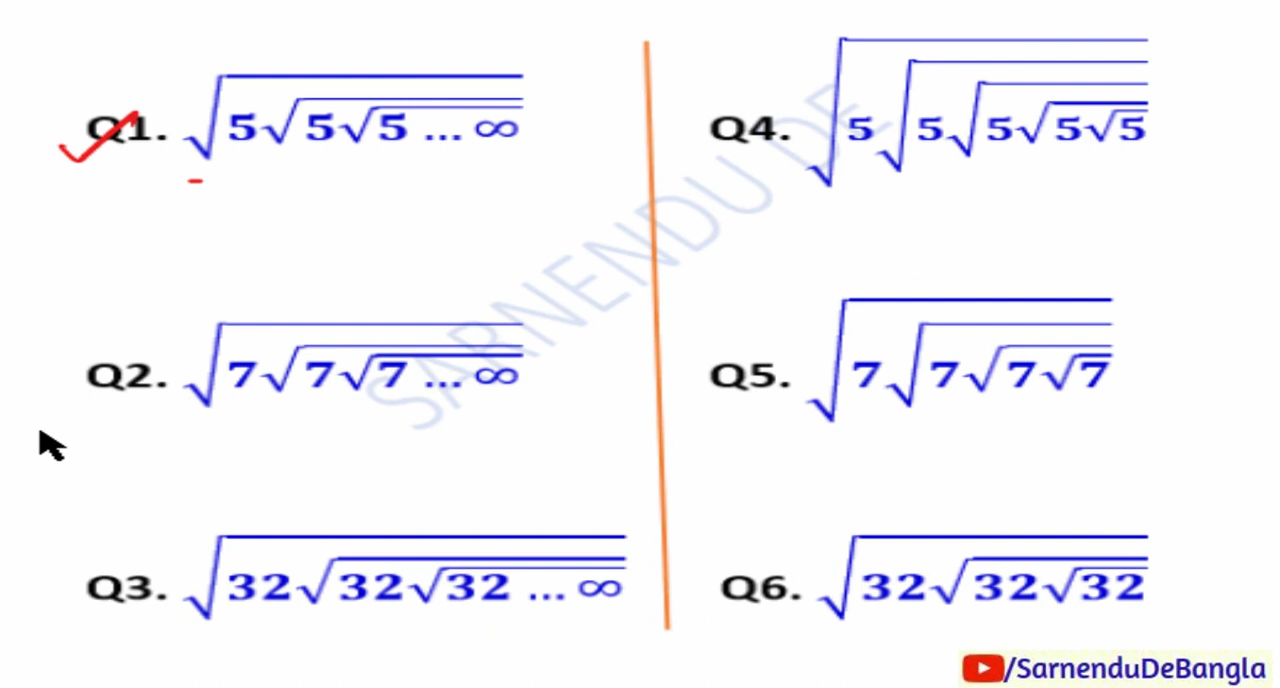 Q1. √(5√(5√(5 ... ∞)))
Q2. √(7√(7√(7 ... ∞)))
Q3. √(32√(32√(32 ... ∞)))
Q4. √(5√(5√(5√(5√5))))
Q5. √(7√(7√(7√7)))
Q6. √(32√(32√32))
SARNENDU DE
/SarnenduDeBangla